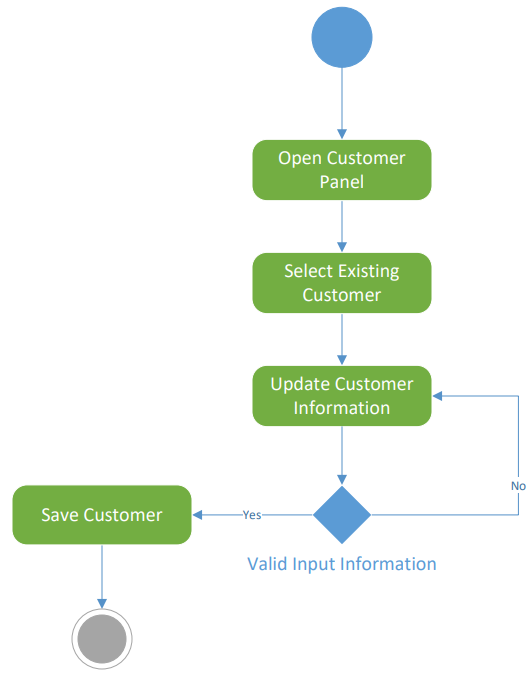 Open Customer
Panel
Select Existing
Customer
Update Customer
Information
No
Save Customer
Yes
Valid Input Information